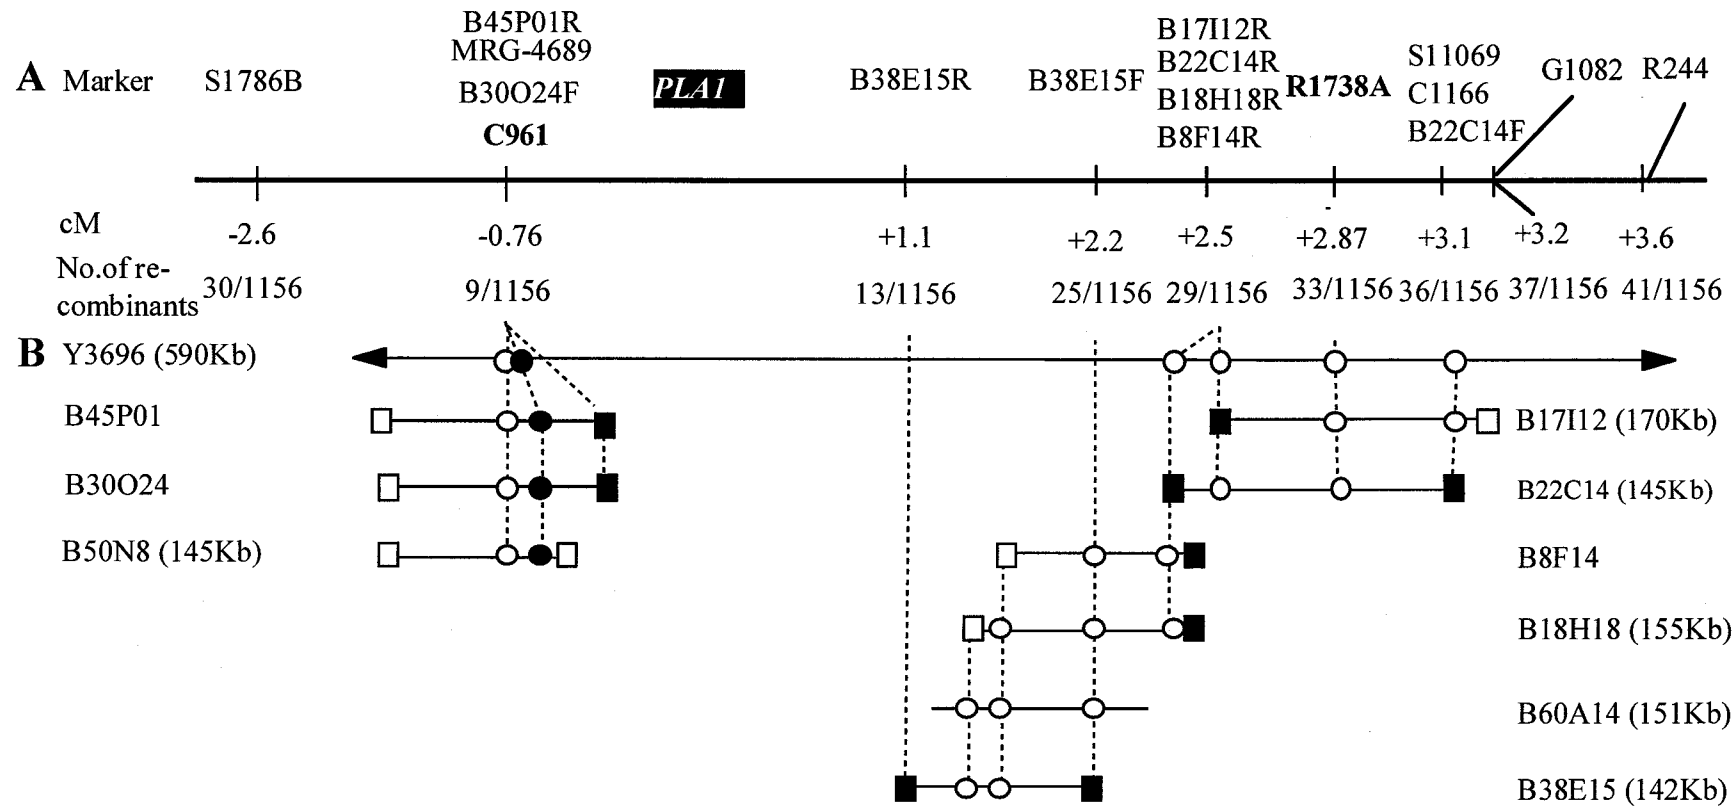 A Marker
S1786B
B45P01R
MRG-4689
B30O24F
C961
PLA1
B38E15R
B38E15F
B17I12R
B22C14R
B18H18R
B8F14R
R1738A
S11069
C1166
B22C14F
G1082
R244
cM
-2.6
-0.76
+1.1
+2.2
+2.5
+2.87
+3.1
+3.2
+3.6
No.of re-
combinants
30/1156
9/1156
13/1156
25/1156
29/1156
33/1156
36/1156
37/1156
41/1156
B Y3696 (590Kb)
B45P01
B17I12 (170Kb)
B30O24
B22C14 (145Kb)
B50N8 (145Kb)
B8F14
B18H18 (155Kb)
B60A14 (151Kb)
B38E15 (142Kb)